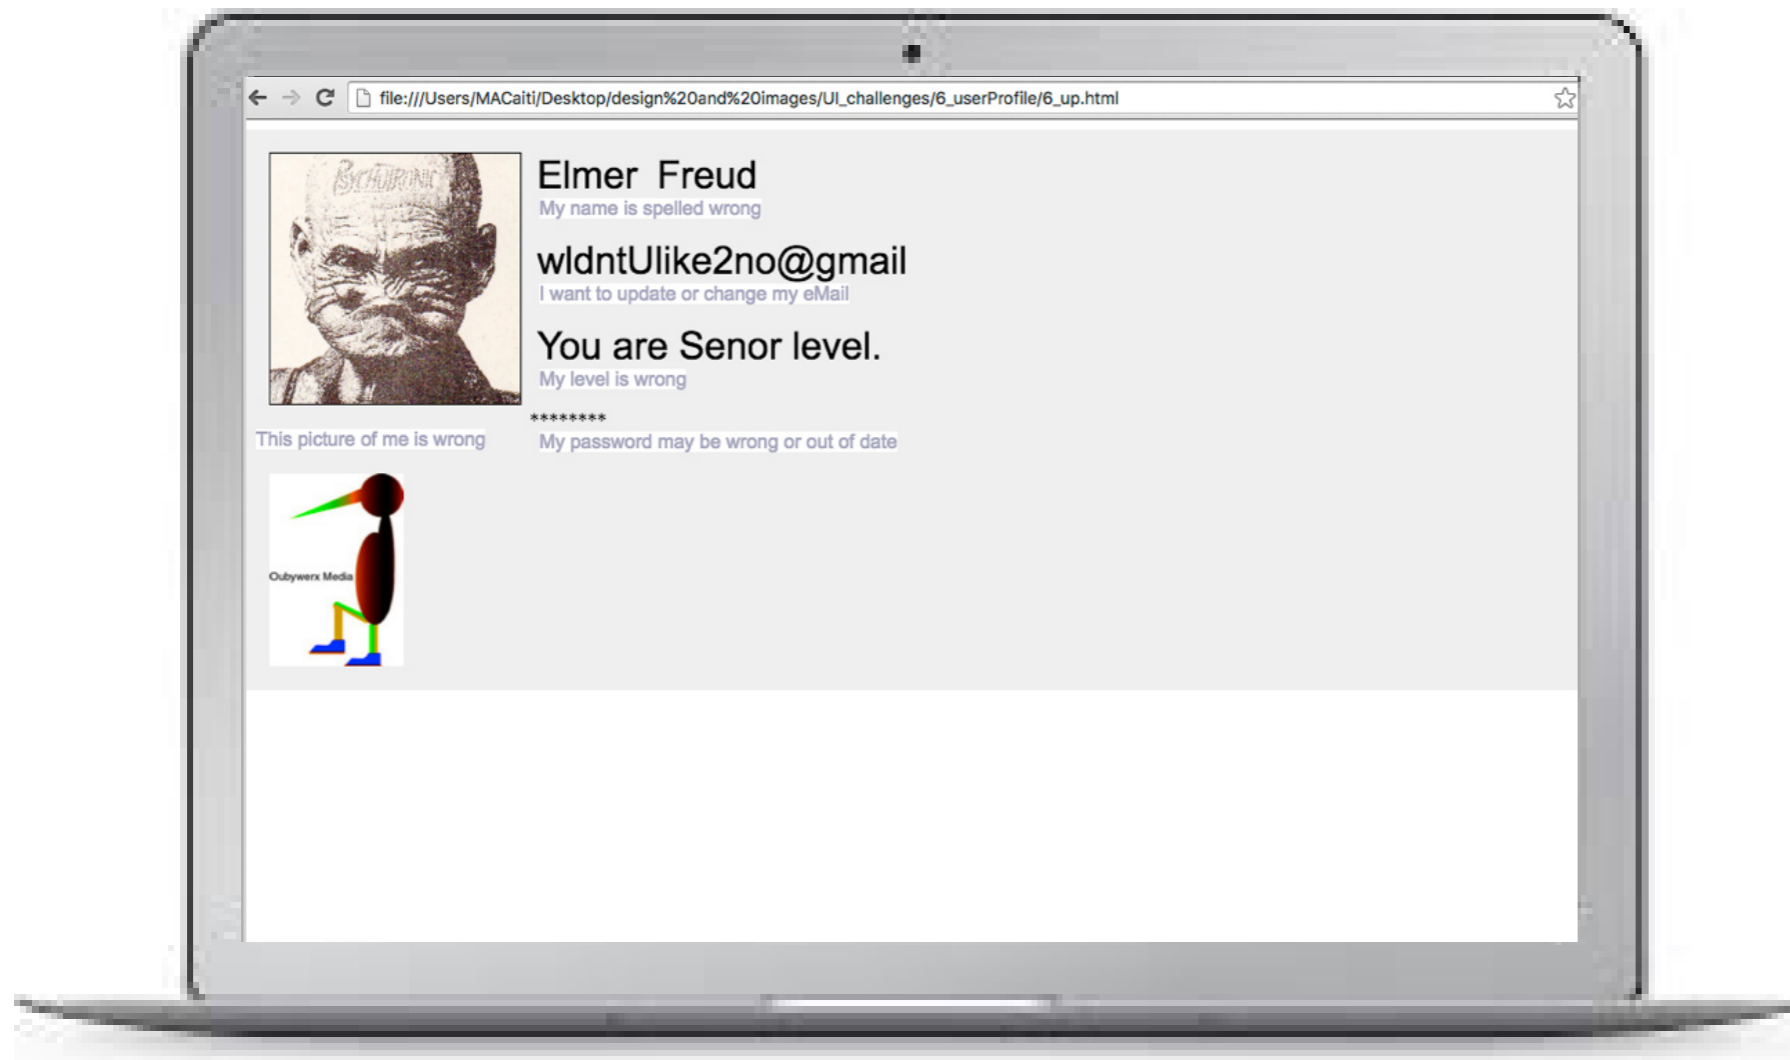 file:///Users/MACaiti/Desktop/design%20and%20images/UI_challenges/6_userProfile/6_up.html
PSYCHOTRONIC
Elmer Freud
My name is spelled wrong
wldntUlike2no@gmail
I want to update or change my eMail
You are Senor level.
My level is wrong
********
This picture of me is wrong
My password may be wrong or out of date
Oubywerx Media